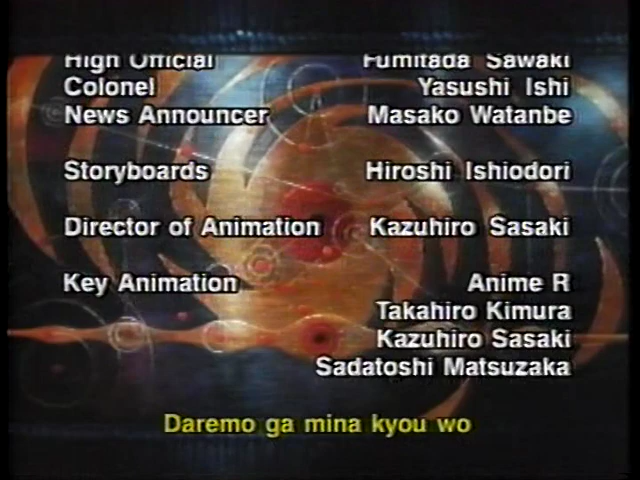 High Official Fumitada Sawaki
Colonel Yasushi Ishi
News Announcer Masako Watanbe
Storyboards Hiroshi Ishiodori
Director of Animation Kazuhiro Sasaki
Key Animation Anime R
Takahiro Kimura
Kazuhiro Sasaki
Sadatoshi Matsuzaka
Daremo ga mina kyou wo